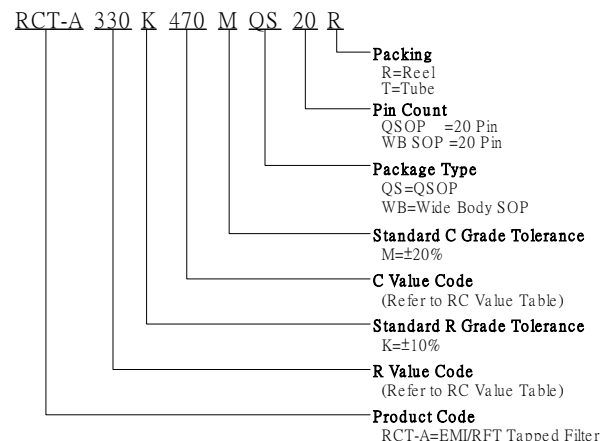 RCT-A 330 K 470 M QS 20 R
Packing
R=Reel
T=Tube
Pin Count
QSOP =20 Pin
WB SOP =20 Pin
Package Type
QS=QSOP
WB=Wide Body SOP
Standard C Grade Tolerance
M=±20%
C Value Code
(Refer to RC Value Table)
Standard R Grade Tolerance
K=±10%
R Value Code
(Refer to RC Value Table)
Product Code
RCT-A=EMI/RFT Tapped Filter